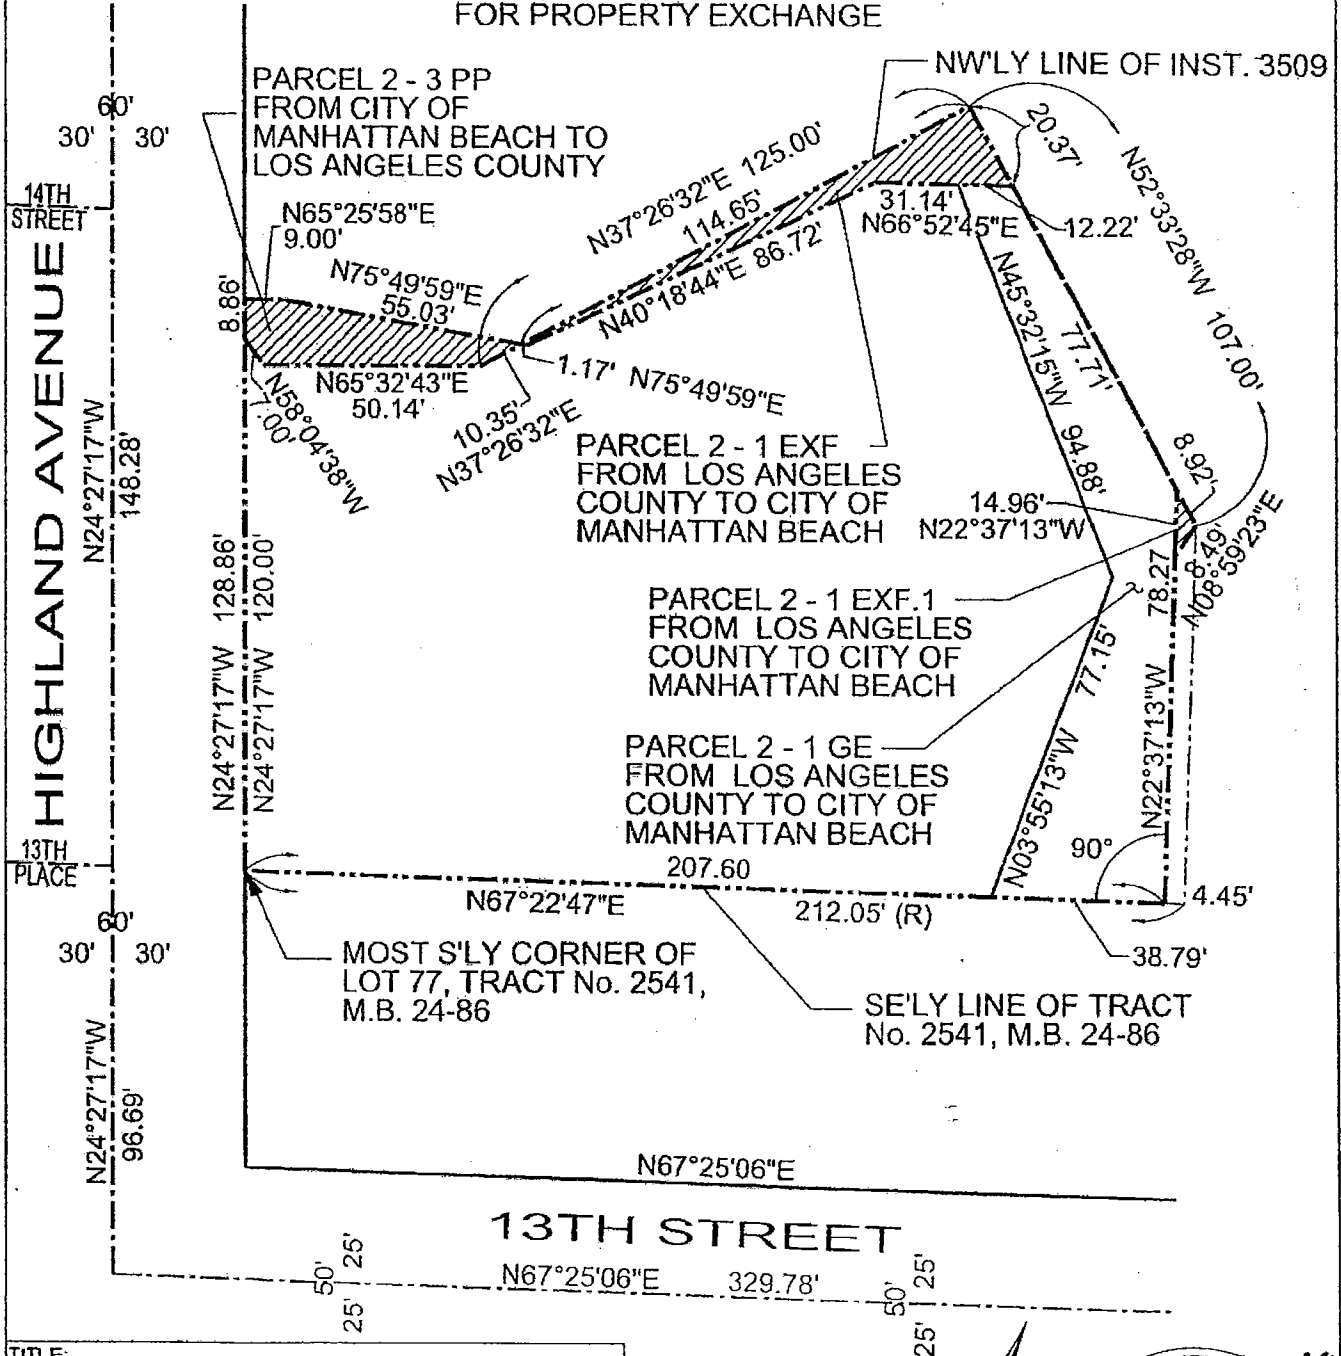 FOR PROPERTY EXCHANGE
NW'LY LINE OF INST. 3509
PARCEL 2 - 3 PP
FROM CITY OF
MANHATTAN BEACH TO
LOS ANGELES COUNTY
60'
30' 30'
14TH
STREET
N65°25'58"E
9.00'
N75°49'59"E
55.03'
8.86'
N37°26'32"E 125.00'
114.65'
N40°18'44"E 86.72'
31.14'
N66°52'45"E
12.22'
20.37'
N52°33'28"W 107.00'
N45°32'15"W 94.88'
77.71'
8.92'
N65°32'43"E
50.14'
N58°04'38"W
7.00'
10.35'
N37°26'32"E
1.17' N75°49'59"E
PARCEL 2 - 1 EXF
FROM LOS ANGELES
COUNTY TO CITY OF
MANHATTAN BEACH
14.96'
N22°37'13"W
8.49'
N08°59'23"E
78.27
HIGHLAND AVENUE
N24°27'17"W
148.28'
N24°27'17"W 128.86'
N24°27'17"W 120.00'
PARCEL 2 - 1 EXF.1
FROM LOS ANGELES
COUNTY TO CITY OF
MANHATTAN BEACH
N03°55'13"W 77.15'
N22°37'13"W
PARCEL 2 - 1 GE
FROM LOS ANGELES
COUNTY TO CITY OF
MANHATTAN BEACH
90°
13TH
PLACE
207.60
N67°22'47"E
212.05' (R)
4.45'
38.79'
60'
30' 30'
MOST S'LY CORNER OF
LOT 77, TRACT No. 2541,
M.B. 24-86
SE'LY LINE OF TRACT
No. 2541, M.B. 24-86
N24°27'17"W
96.69'
N67°25'06"E
13TH STREET
50'
25'
25'
N67°25'06"E 329.78'
50'
25'
25'
TITLE: